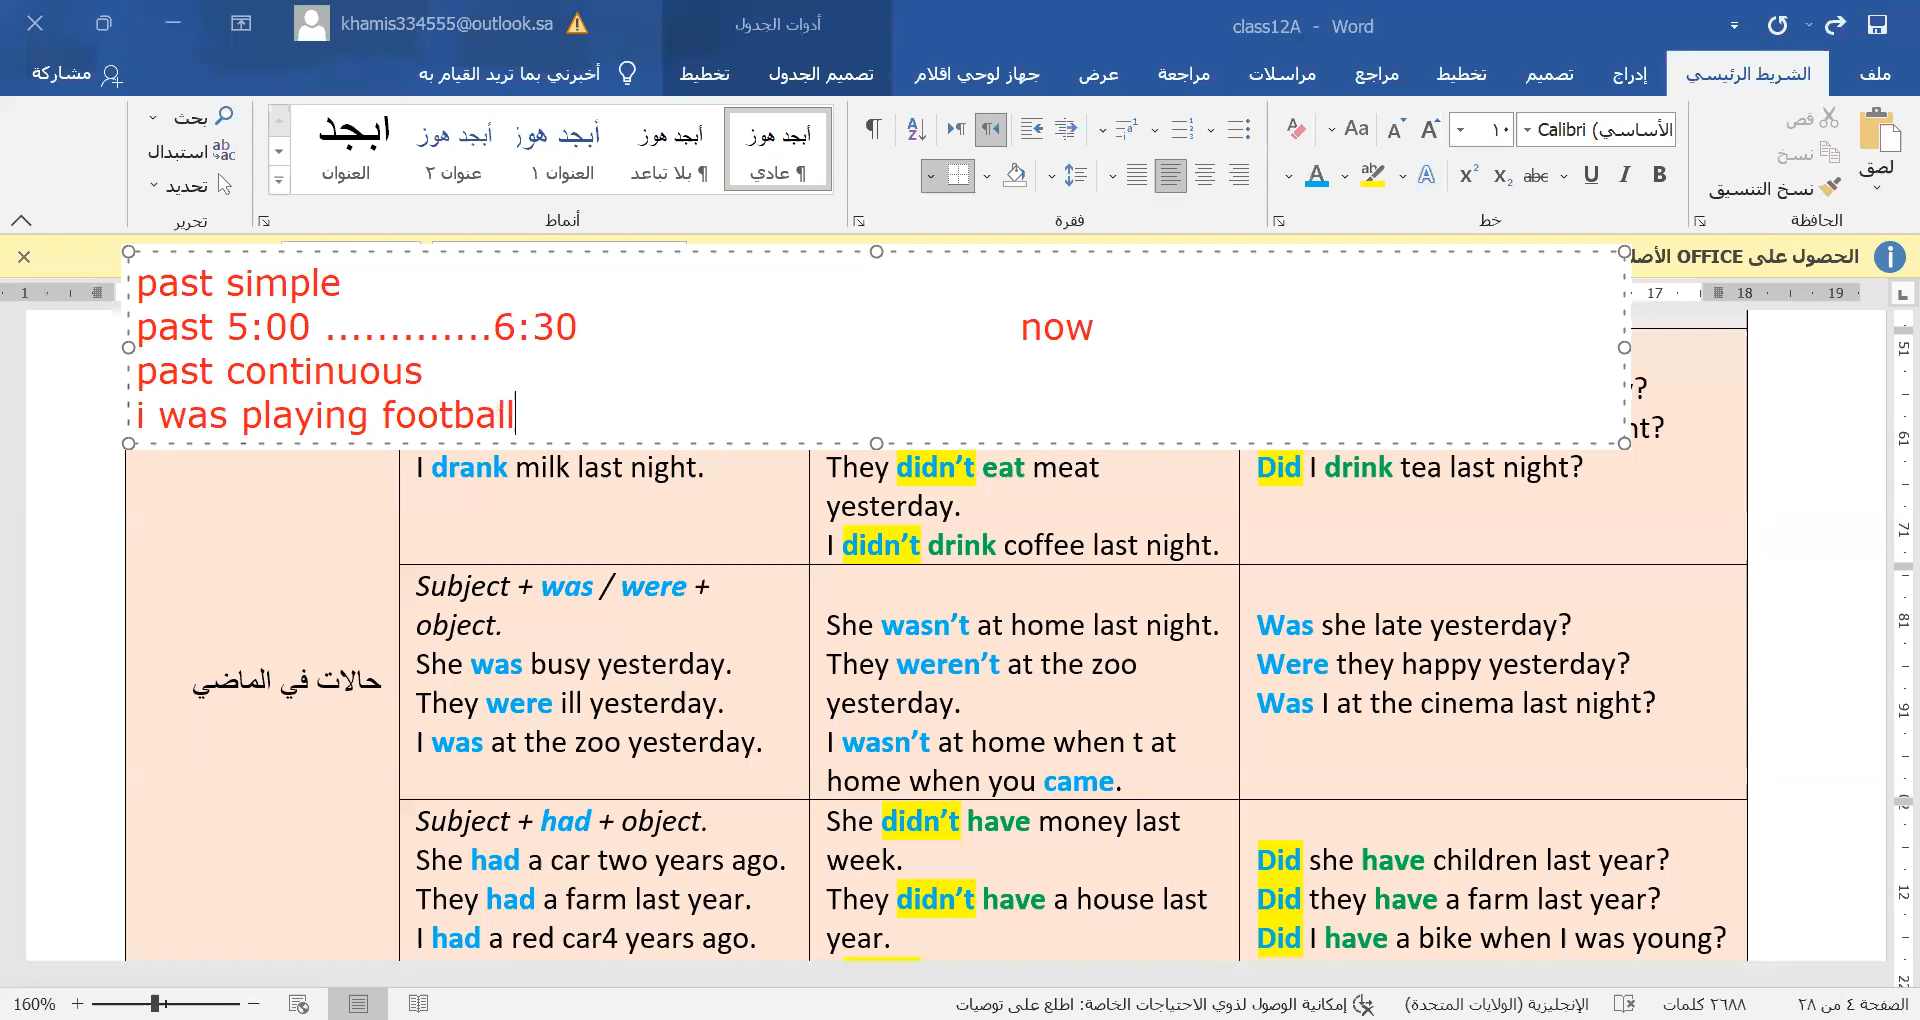 khamis334555@outlook.sa
أدوات الجدول
class12A - Word
ملف
الشريط الرئيسي
إدراج
تصميم
تخطيط
مراجع
مراسلات
مراجعة
عرض
جهاز لوحي اقلام
تصميم الجدول
تخطيط
أخبرني بما تريد القيام به
مشاركة
لصق
قص
نسخ
نسخ التنسيق
الحافظة
Calibri (الأساسي)
١٠
خط
فقرة
أبجد هوز
أبجد هوز
أبجد هوز
أبجد هوز
ابجد
¶ عادي
¶ بلا تباعد
العنوان ١
عنوان ٢
العنوان
أنماط
بحث
استبدال
تحديد
تحرير
الحصول على OFFICE الأصل
1
17 18 19
past simple
past 5:00 .............6:30 now
past continuous
i was playing football
?
nt?
I drank milk last night.
They didn't eat meat
yesterday.
I didn't drink coffee last night.
Did I drink tea last night?
حالات في الماضي
Subject + was / were +
object.
She was busy yesterday.
They were ill yesterday.
I was at the zoo yesterday.
She wasn't at home last night.
They weren't at the zoo
yesterday.
I wasn't at home when t at
home when you came.
Was she late yesterday?
Were they happy yesterday?
Was I at the cinema last night?
Subject + had + object.
She had a car two years ago.
They had a farm last year.
I had a red car4 years ago.
She didn't have money last
week.
They didn't have a house last
year.
Did she have children last year?
Did they have a farm last year?
Did I have a bike when I was young?
الصفحة ٤ من ٢٨
٢٦٨٨ كلمات
الإنجليزية (الولايات المتحدة)
إمكانية الوصول لذوي الاحتياجات الخاصة: اطلع على توصيات
160%